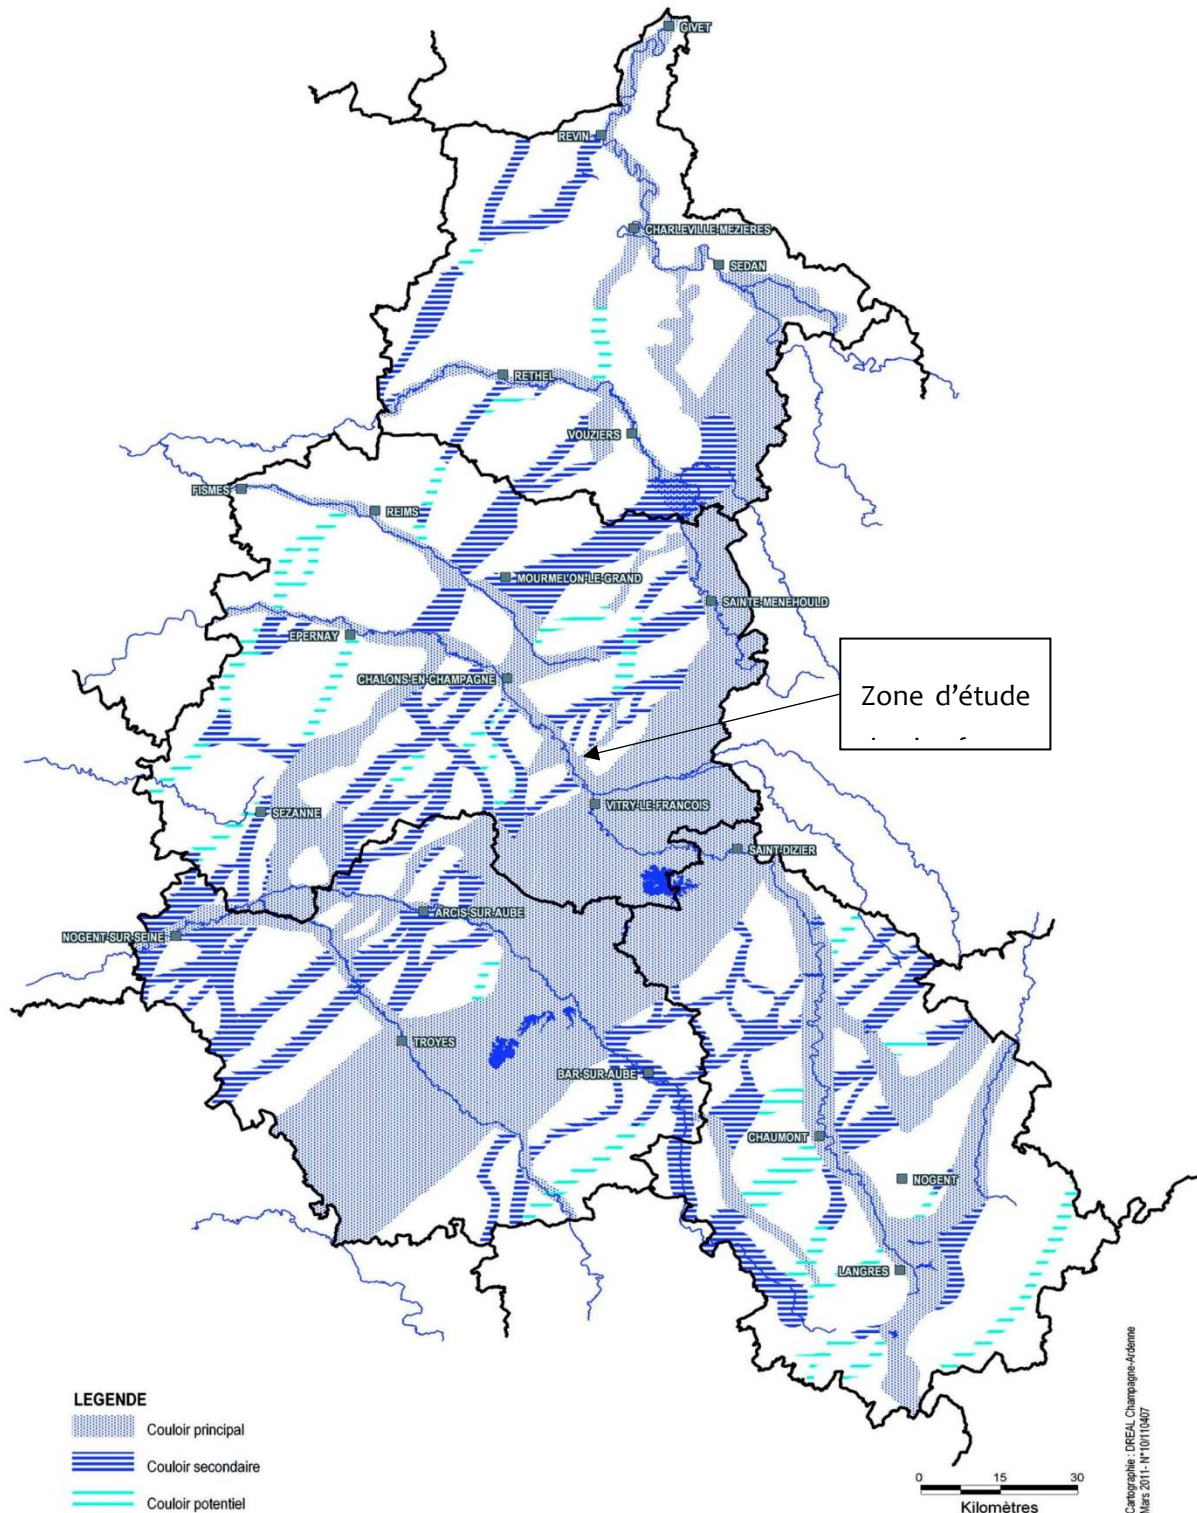 GIVET
REVIN
CHARLEVILLE-MEZIERES
SEDAN
RETHEL
VOUZIERS
FISMES
REIMS
MOURMELON-LE-GRAND
SAINTE-MENEHOULD
EPERNAY
CHALONS-EN-CHAMPAGNE
Zone d'étude
SEZANNE
VITRY-LE-FRANCOIS
SAINT-DIZIER
ARCIS-SUR-AUBE
NOGENT-SUR-SEINE
TROYES
BAR-SUR-AUBE
CHAUMONT
NOGENT
LANGRES
LEGENDE
Couloir principal
Couloir secondaire
Couloir potentiel
0 15 30
Kilomètres
Cartographie : DREAL Champagne-Ardenne
Mars 2011- N°10/110407